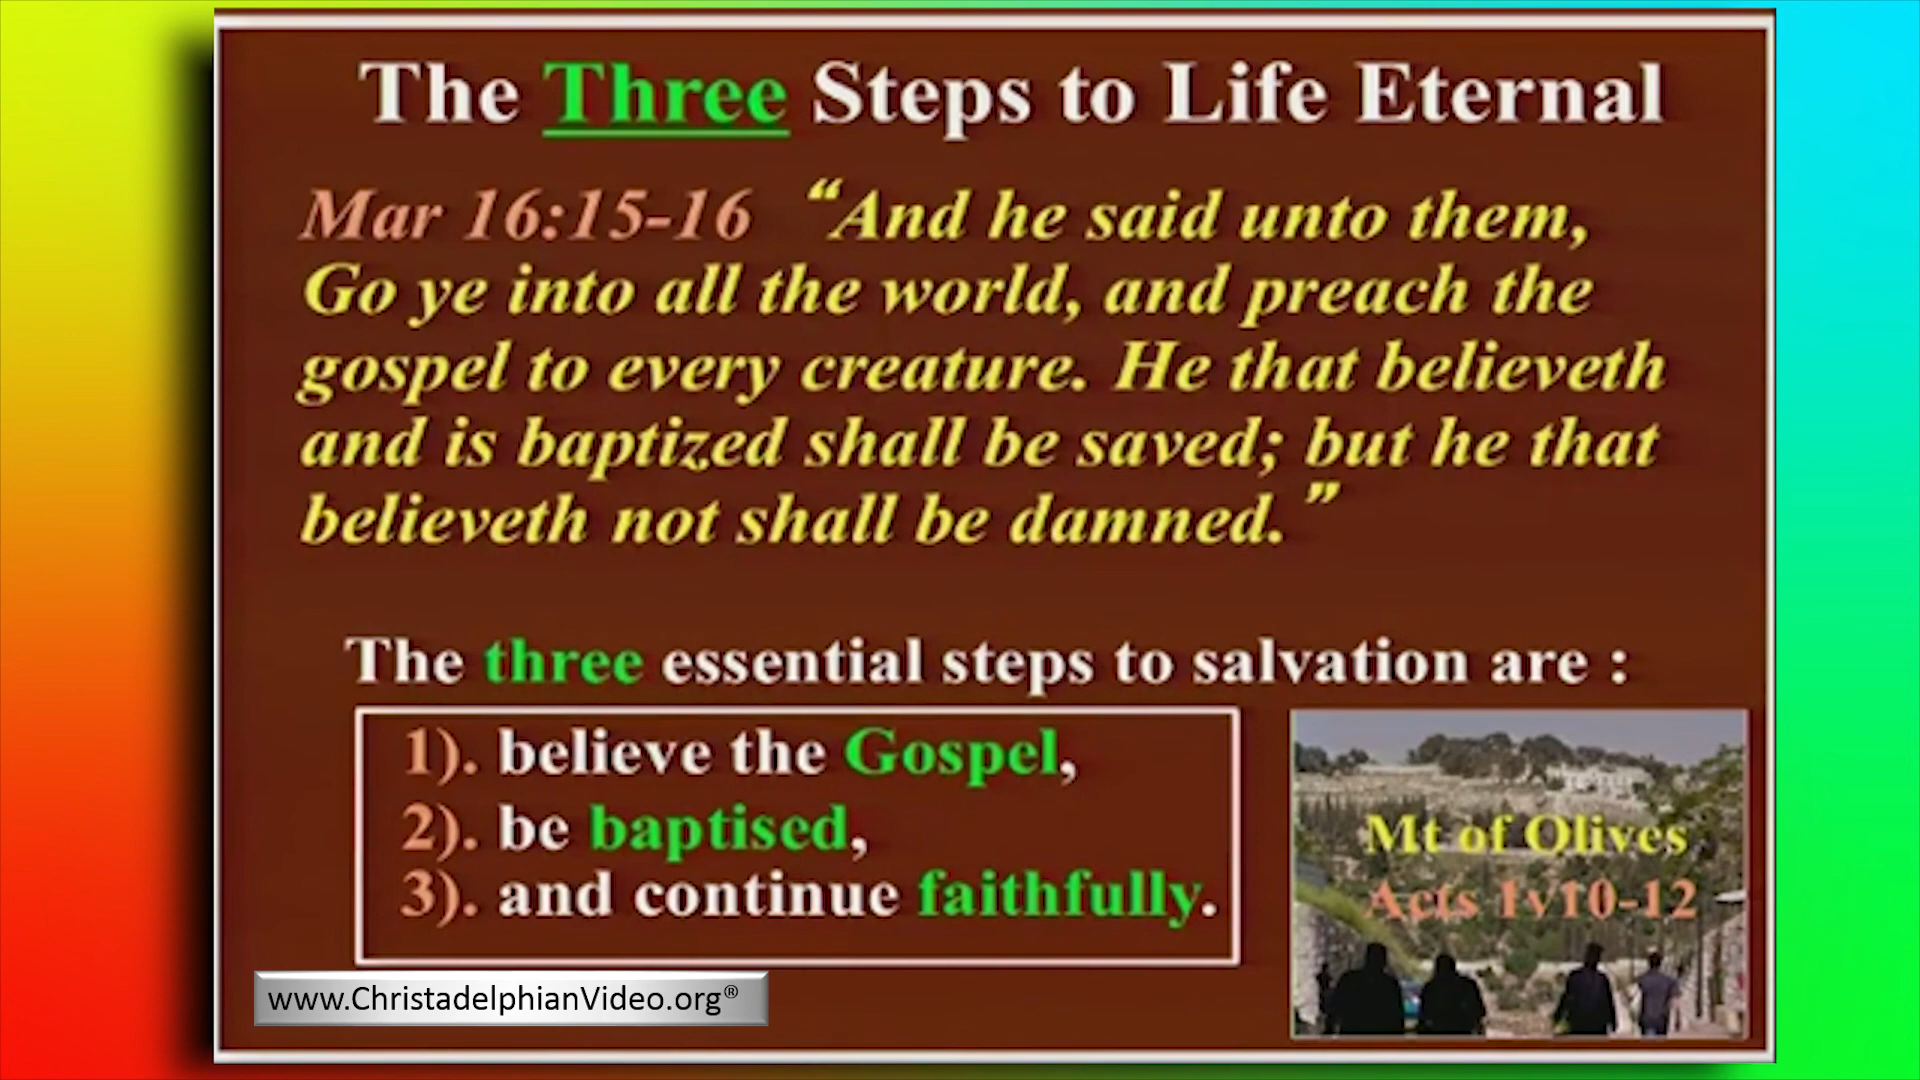 The Three Steps to Life Eternal
Mar 16:15-16 “And he said unto them,
Go ye into all the world, and preach the
gospel to every creature. He that believeth
and is baptized shall be saved; but he that
believeth not shall be damned.”
The three essential steps to salvation are :
1). believe the Gospel,
2). be baptised,
3). and continue faithfully.
Mt of Olives
Acts 1v10-12
www.ChristadelphianVideo.org®